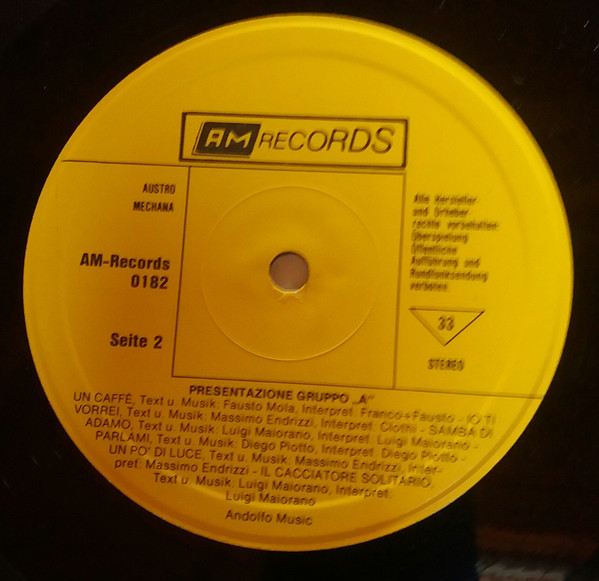 AM RECORDS
AUSTRO
MECHANA
AM-Records
0182
Seite 2
Alle Hersteller-
und Urheber-
rechte vorbehalten
Überspielung
Öffentliche
Aufführung und
Rundfunksendung
verboten.
33
STEREO
PRESENTAZIONE GRUPPO „A"
UN CAFFÈ, Text u. Musik: Fausto Mola, Interpret: Franco+Fausto - IO TI
VORREI, Text u. Musik: Massimo Endrizzi, Interpret: Clothi - SAMBA DI
ADAMO, Text u. Musik: Luigi Maiorano, Interpret: Luigi Maiorano -
PARLAMI, Text u. Musik: Diego Piotto, Interpret: Diego Piotto -
UN PO' DI LUCE, Text u. Musik: Massimo Endrizzi, Inter-
pret: Massimo Endrizzi - IL CACCIATORE SOLITARIO,
Text u. Musik: Luigi Maiorano, Interpret:
Luigi Maiorano
Andolfo Music